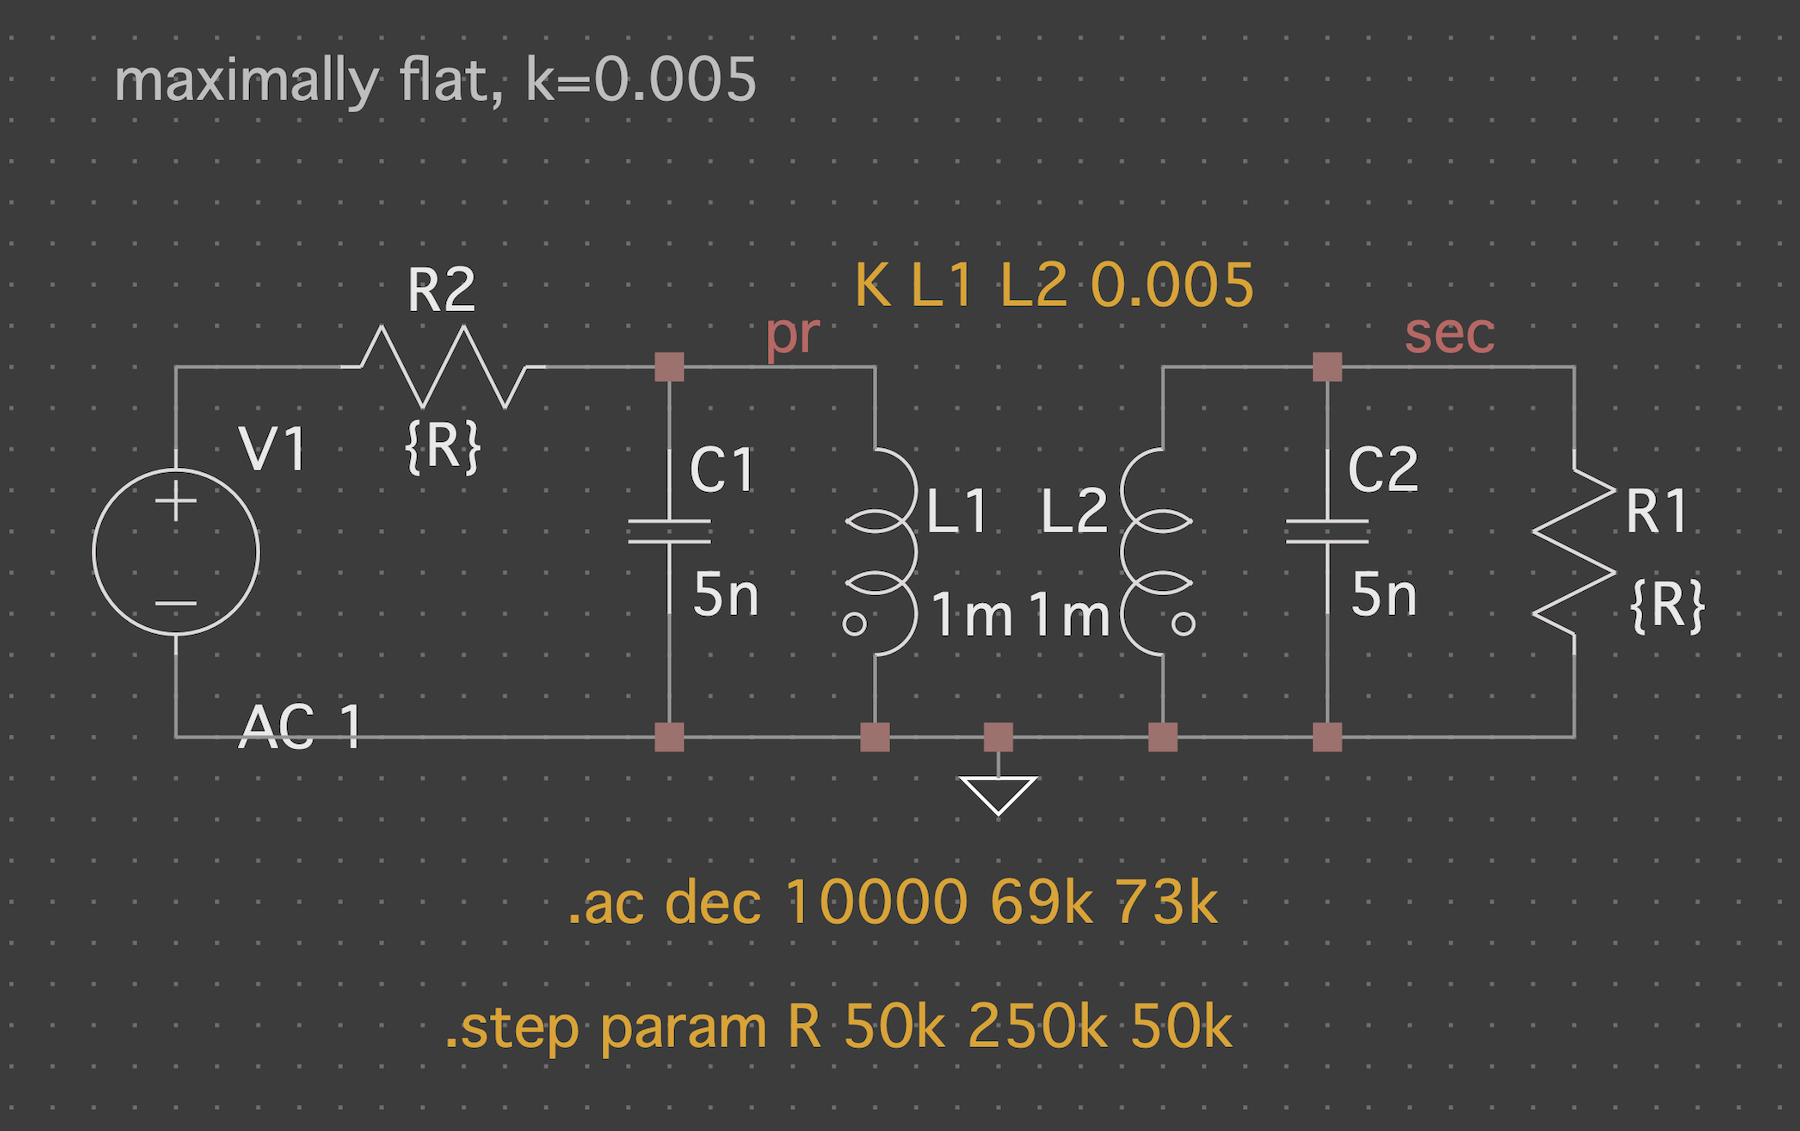 maximally flat, k=0.005
R2
{R}
V1
AC 1
K L1 L2 0.005
pr
sec
C1
5n
L1
1m
L2
1m
C2
5n
R1
{R}
.ac dec 10000 69k 73k
.step param R 50k 250k 50k